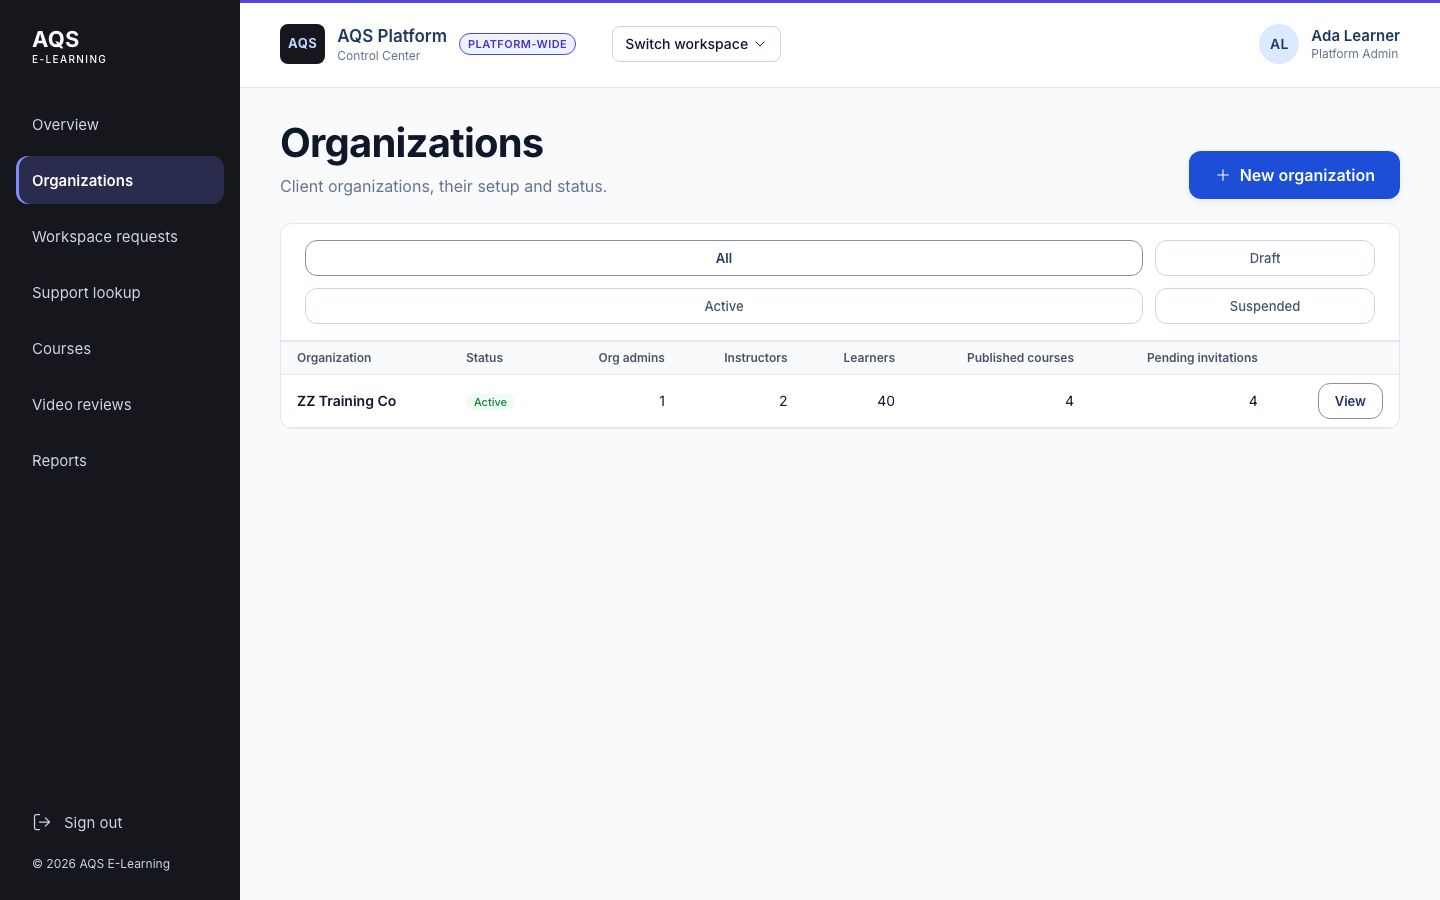 AQS
E-LEARNING
Overview
Organizations
Workspace requests
Support lookup
Courses
Video reviews
Reports
Sign out
© 2026 AQS E-Learning
AQS
AQS Platform
Control Center
PLATFORM-WIDE
Switch workspace
AL
Ada Learner
Platform Admin
Organizations
Client organizations, their setup and status.
New organization
All
Draft
Active
Suspended
Organization Status Org admins Instructors Learners Published courses Pending invitations
ZZ Training Co Active 1 2 40 4 4 View